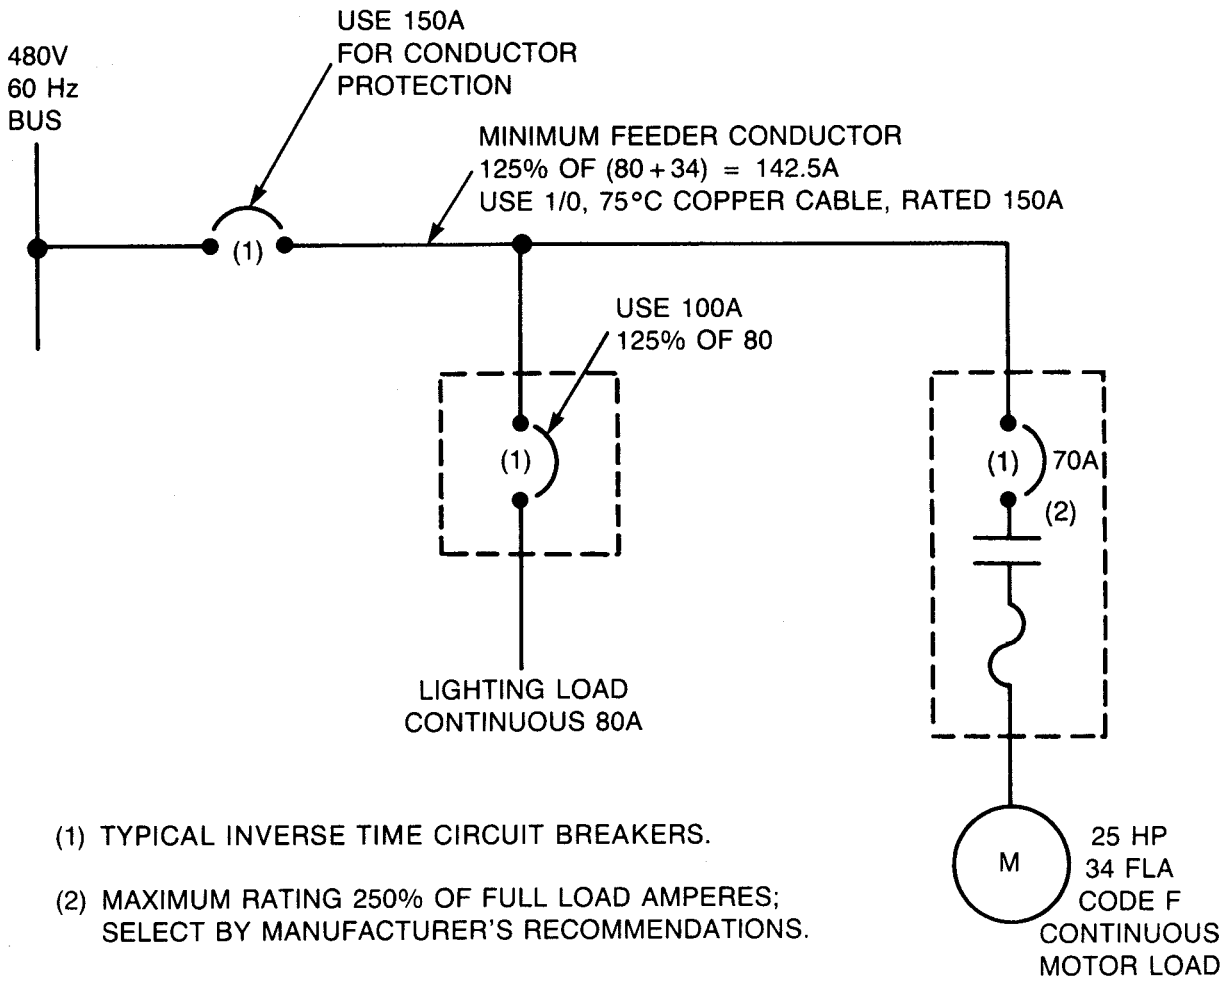 USE 150A
FOR CONDUCTOR
PROTECTION
480V
60 Hz
BUS
MINIMUM FEEDER CONDUCTOR
125% OF (80 + 34) = 142.5A
USE 1/0, 75°C COPPER CABLE, RATED 150A
(1)
USE 100A
125% OF 80
(1)
(1) 70A
(2)
LIGHTING LOAD
CONTINUOUS 80A
M
25 HP
34 FLA
CODE F
CONTINUOUS
MOTOR LOAD
(1) TYPICAL INVERSE TIME CIRCUIT BREAKERS.
(2) MAXIMUM RATING 250% OF FULL LOAD AMPERES;
SELECT BY MANUFACTURER'S RECOMMENDATIONS.